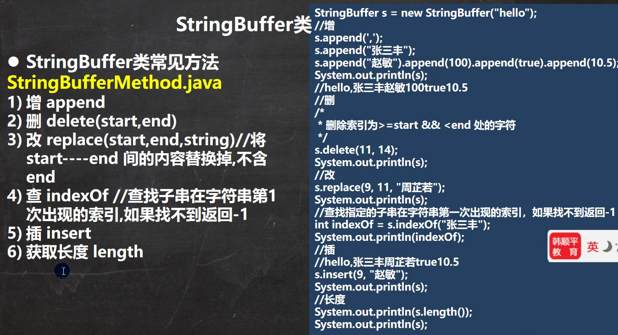 StringBuffer类
● StringBuffer类常见方法
StringBufferMethod.java
1) 增 append
2) 删 delete(start,end)
3) 改 replace(start,end,string)//将
start----end 间的内容替换掉,不含
end
4) 查 indexOf //查找子串在字符串第1
次出现的索引,如果找不到返回-1
5) 插 insert
6) 获取长度 length
StringBuffer s = new StringBuffer("hello");
//增
s.append(',');
s.append("张三丰");
s.append("赵敏").append(100).append(true).append(10.5);
System.out.println(s);
//hello,张三丰赵敏100true10.5
//删
/*
* 删除索引为>=start && <end 处的字符
*/
s.delete(11, 14);
System.out.println(s);
//改
s.replace(9, 11, "周芷若");
System.out.println(s);
//查找指定的子串在字符串第一次出现的索引，如果找不到返回-1
int indexOf = s.indexOf("张三丰");
System.out.println(indexOf);
//插
//hello,张三丰周芷若true10.5
s.insert(9, "赵敏");
System.out.println(s);
//长度
System.out.println(s.length());
System.out.println(s);
韩顺平
教育
英